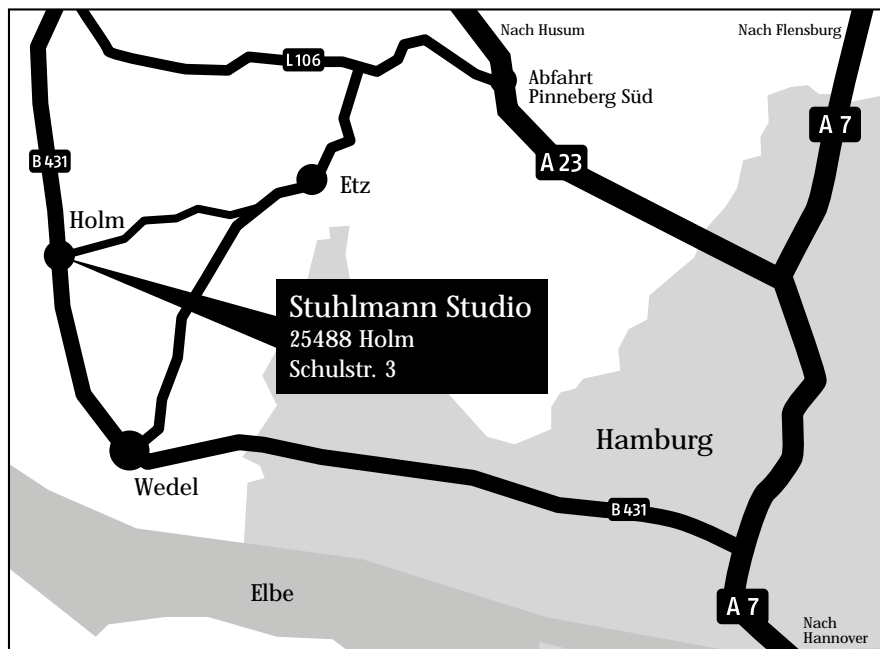 Nach Husum
Nach Flensburg
L 106
Abfahrt
Pinneberg Süd
A 7
B 431
A 23
Etz
Holm
Stuhlmann Studio
25488 Holm
Schulstr. 3
Hamburg
Wedel
B 431
Elbe
A 7
Nach
Hannover